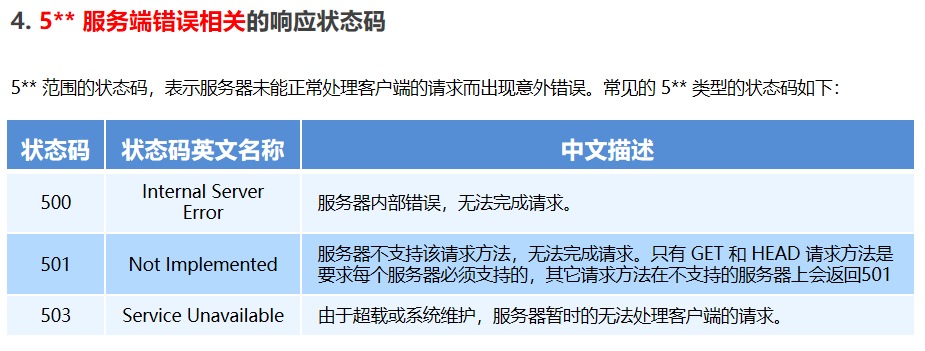 4. 5** 服务端错误相关的响应状态码
5** 范围的状态码，表示服务器未能正常处理客户端的请求而出现意外错误。常见的 5** 类型的状态码如下：
状态码 状态码英文名称 中文描述
500 Internal Server Error 服务器内部错误，无法完成请求。
501 Not Implemented 服务器不支持该请求方法，无法完成请求。只有 GET 和 HEAD 请求方法是
要求每个服务器必须支持的，其它请求方法在不支持的服务器上会返回501
503 Service Unavailable 由于超载或系统维护，服务器暂时的无法处理客户端的请求。